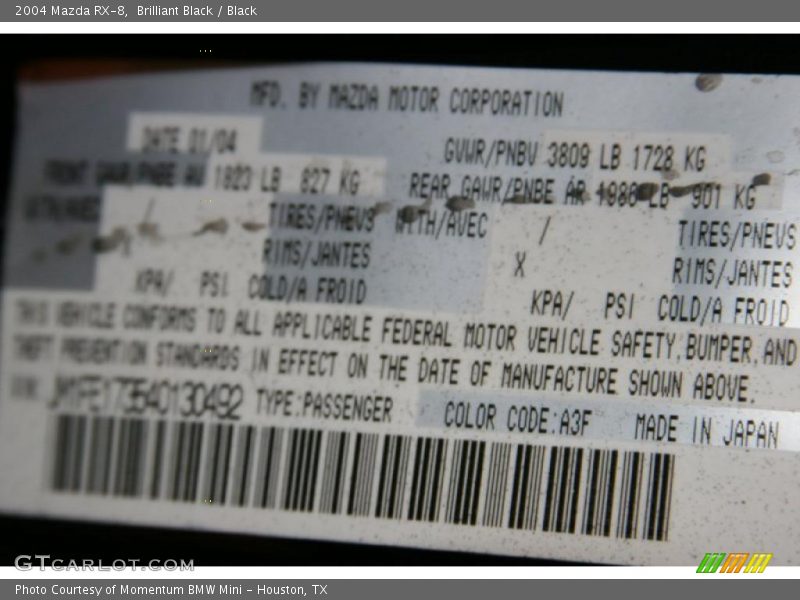 2004 Mazda RX-8, Brilliant Black / Black
MFD. BY MAZDA MOTOR CORPORATION
DATE 01/04
GVWR/PNBV 3809 LB 1728 KG
FRONT GAWR/PNBE AV 1823 LB 827 KG
REAR GAWR/PNBE AR 1986 LB 901 KG
WITH/AVEC / TIRES/PNEUS WITH/AVEC / TIRES/PNEUS
RIMS/JANTES X RIMS/JANTES
KPA/ PSI COLD/A FROID KPA/ PSI COLD/A FROID
THIS VEHICLE CONFORMS TO ALL APPLICABLE FEDERAL MOTOR VEHICLE SAFETY, BUMPER, AND
THEFT PREVENTION STANDARDS IN EFFECT ON THE DATE OF MANUFACTURE SHOWN ABOVE.
JM1FE173540130492 TYPE:PASSENGER COLOR CODE:A3F MADE IN JAPAN
GTCARLOT.COM
Photo Courtesy of Momentum BMW Mini - Houston, TX